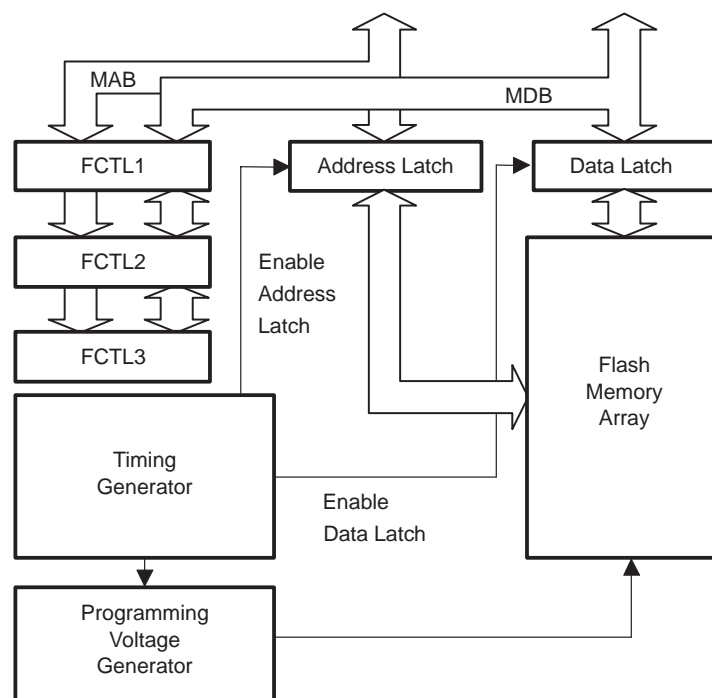 MAB
MDB
FCTL1
Address Latch
Data Latch
FCTL2
Enable
Address
Latch
FCTL3
Flash
Memory
Array
Timing
Generator
Enable
Data Latch
Programming
Voltage
Generator